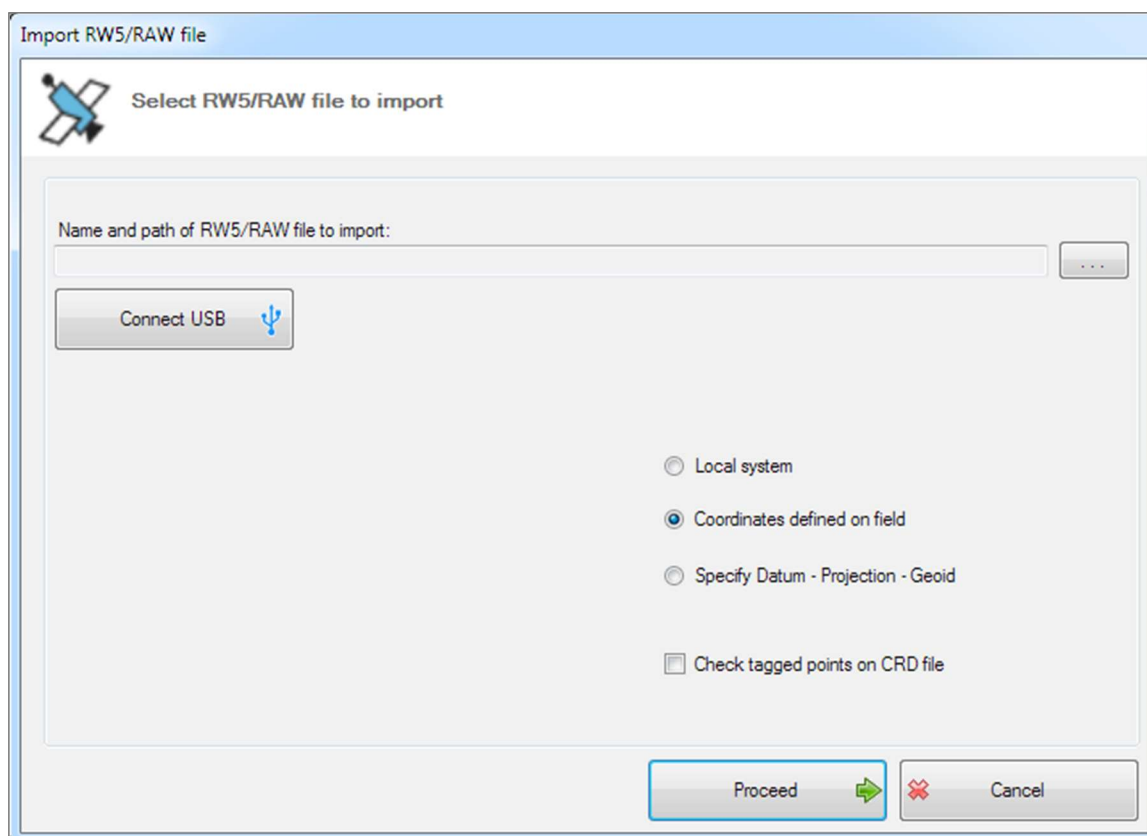 Import RW5/RAW file
Select RW5/RAW file to import
Name and path of RW5/RAW file to import:
...
Connect USB
Local system
Coordinates defined on field
Specify Datum - Projection - Geoid
Check tagged points on CRD file
Proceed
Cancel